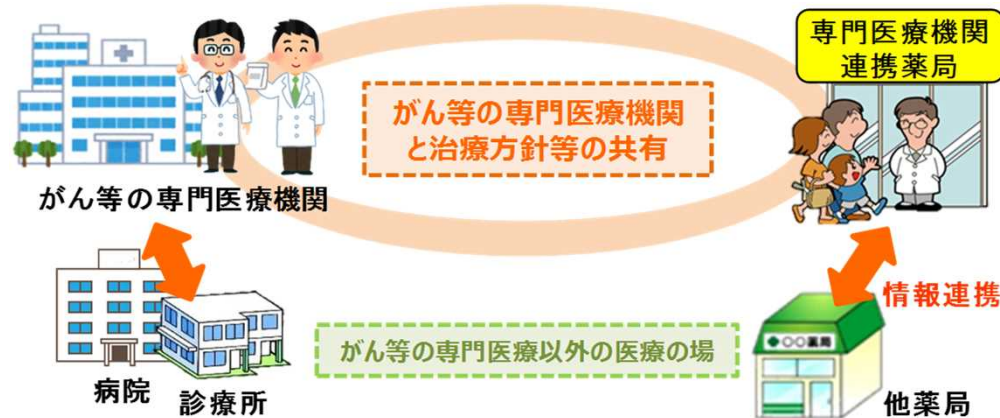 専門医療機関
連携薬局
がん等の専門医療機関
と治療方針等の共有
がん等の専門医療機関
情報連携
がん等の専門医療以外の医療の場
○○薬局
病院
診療所
他薬局